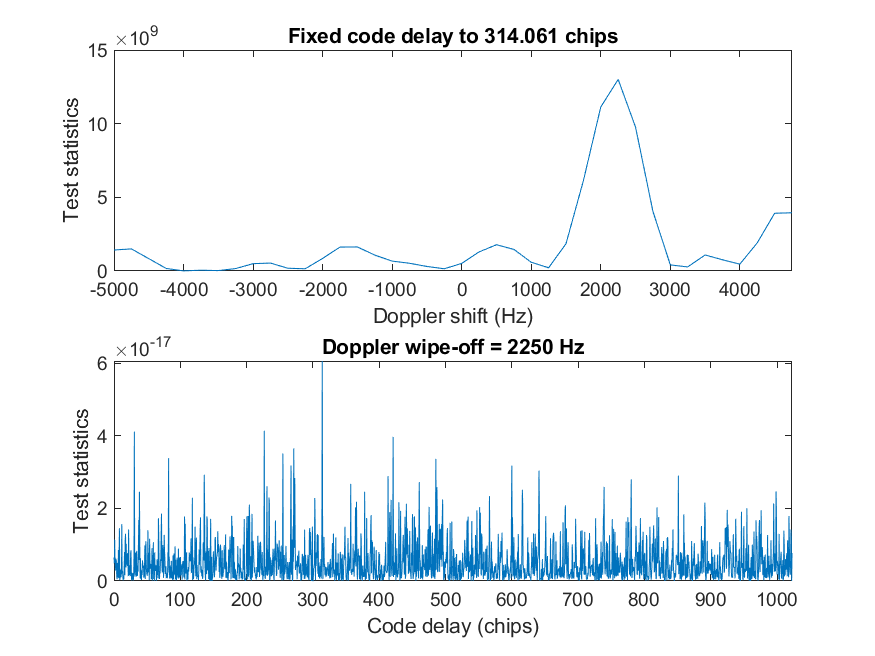 ×10⁹
Fixed code delay to 314.061 chips
15
10
5
0
Test statistics
-5000 -4000 -3000 -2000 -1000 0 1000 2000 3000 4000
Doppler shift (Hz)
×10⁻¹⁷
Doppler wipe-off = 2250 Hz
6
4
2
0
Test statistics
0 100 200 300 400 500 600 700 800 900 1000
Code delay (chips)